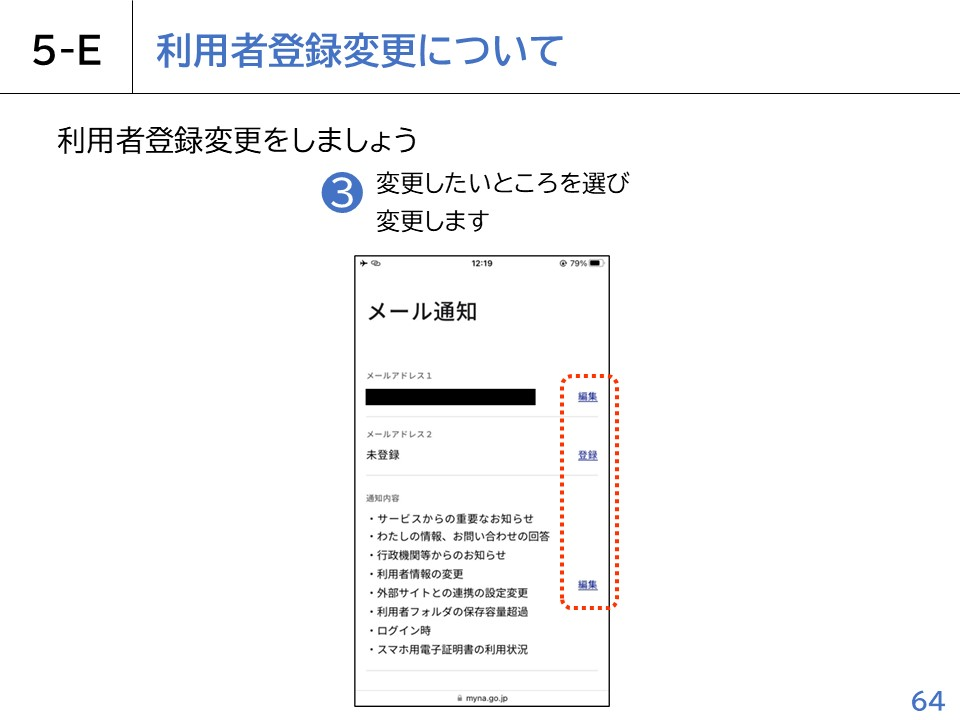 5-E
利用者登録変更について
利用者登録変更をしましょう
3
変更したいところを選び
変更します
12:19
79%
メール通知
メールアドレス1
編集
メールアドレス2
未登録
登録
通知内容
・サービスからの重要なお知らせ
・わたしの情報、お問い合わせの回答
・行政機関等からのお知らせ
・利用者情報の変更
編集
・外部サイトとの連携の設定変更
・利用者フォルダの保存容量超過
・ログイン時
・スマホ用電子証明書の利用状況
myna.go.jp
64